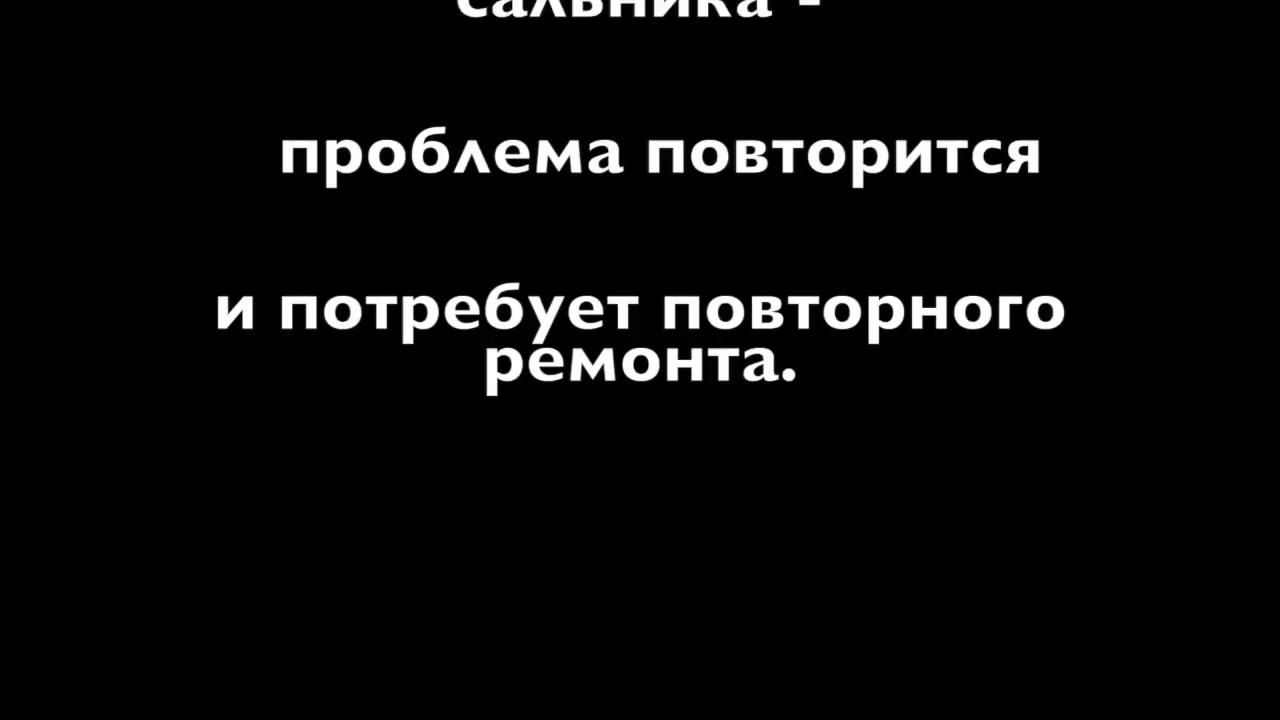 сальника -
проблема повторится
и потребует повторного
ремонта.